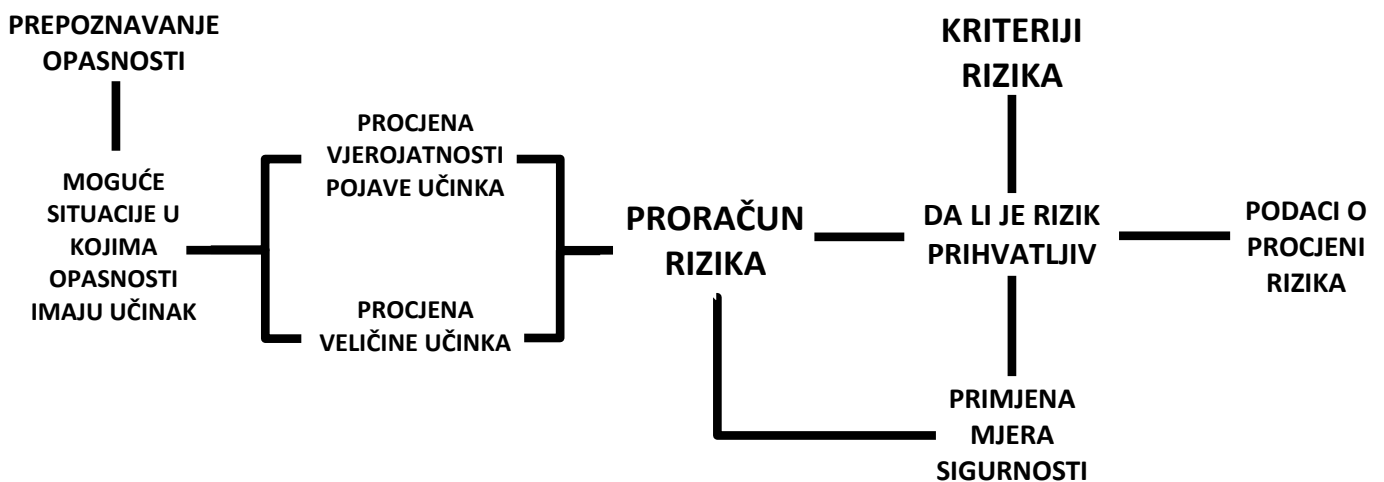 PREPOZNAVANJE
OPASNOSTI
MOGUĆE
SITUACIJE U
KOJIMA
OPASNOSTI
IMAJU UČINAK
PROCJENA
VJEROJATNOSTI
POJAVE UČINKA
PROCJENA
VELIČINE UČINKA
PRORAČUN
RIZIKA
KRITERIJI
RIZIKA
DA LI JE RIZIK
PRIHVATLJIV
PRIMJENA
MJERA
SIGURNOSTI
PODACI O
PROCJENI
RIZIKA